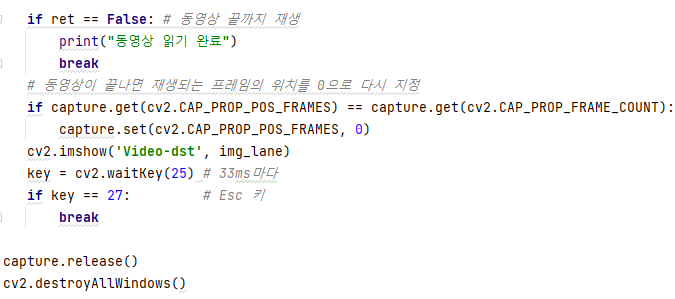 if ret == False: # 동영상 끝까지 재생
print("동영상 읽기 완료")
break
# 동영상이 끝나면 재생되는 프레임의 위치를 0으로 다시 지정
if capture.get(cv2.CAP_PROP_POS_FRAMES) == capture.get(cv2.CAP_PROP_FRAME_COUNT):
capture.set(cv2.CAP_PROP_POS_FRAMES, 0)
cv2.imshow('Video-dst', img_lane)
key = cv2.waitKey(25) # 33ms마다
if key == 27: # Esc 키
break
capture.release()
cv2.destroyAllWindows()